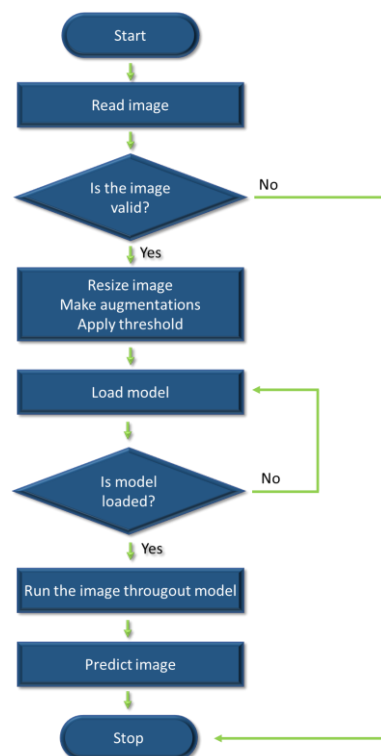 Start
Read image
Is the image
valid?
No
Yes
Resize image
Make augmentations
Apply threshold
Load model
Is model
loaded?
No
Yes
Run the image througout model
Predict image
Stop